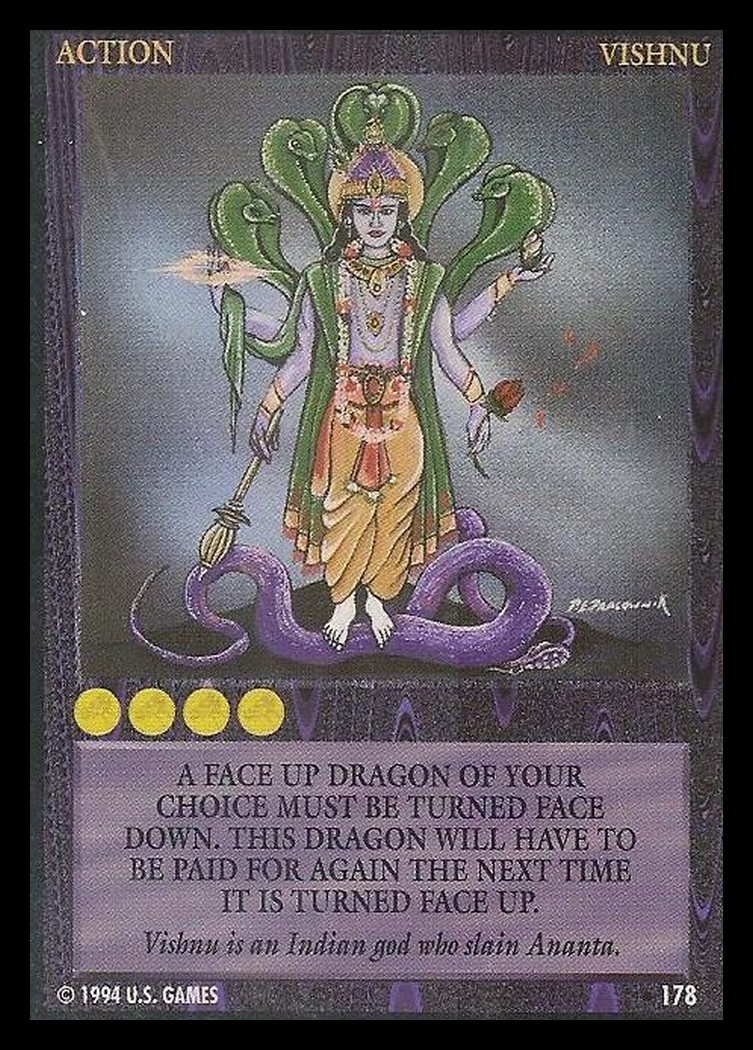 ACTION VISHNU
P.E. PRACOWNIK
A FACE UP DRAGON OF YOUR
CHOICE MUST BE TURNED FACE
DOWN. THIS DRAGON WILL HAVE TO
BE PAID FOR AGAIN THE NEXT TIME
IT IS TURNED FACE UP.
Vishnu is an Indian god who slain Ananta.
© 1994 U.S. GAMES 178